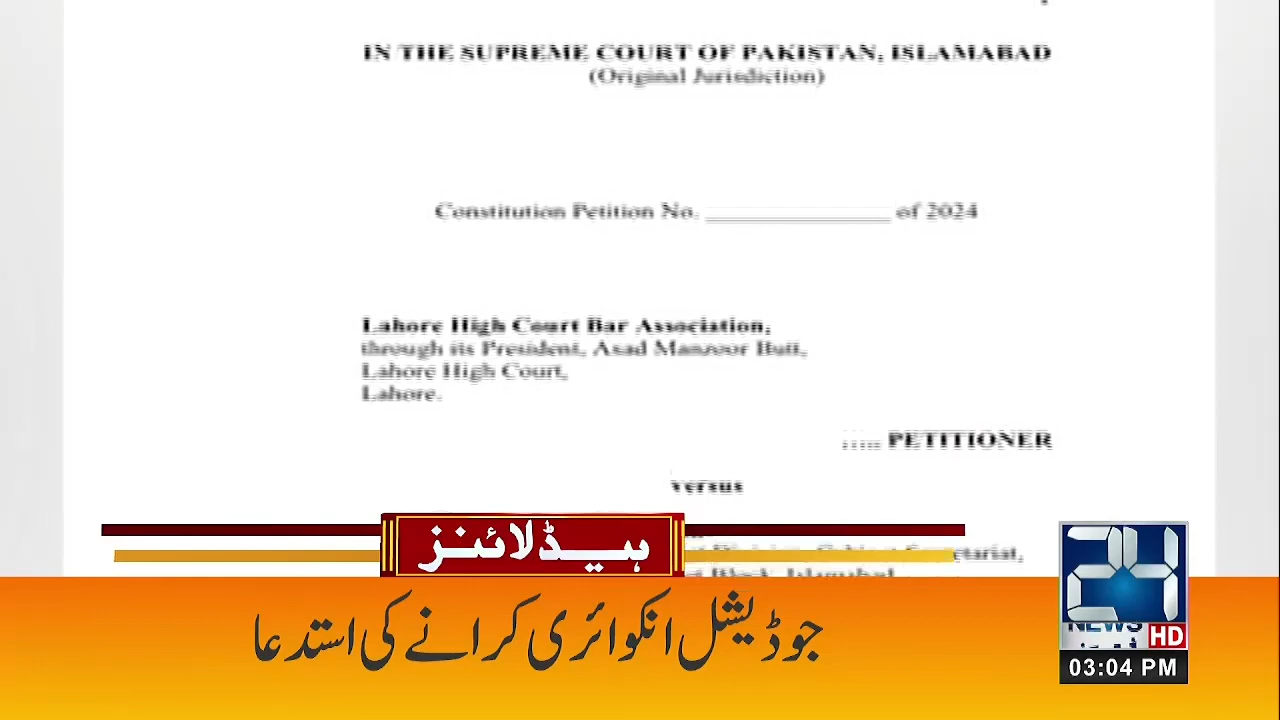 IN THE SUPREME COURT OF PAKISTAN, ISLAMABAD
(Original Jurisdiction)
Constitution Petition No. ________________ of 2024
Lahore High Court Bar Association,
through its President, Asad Manzoor Butt,
Lahore High Court,
Lahore.
..... PETITIONER
versus
Islamabad
ہیڈلائنز
جوڈیشل انکوائری کرانے کی استدعا
24
NEWS HD
03:04 PM